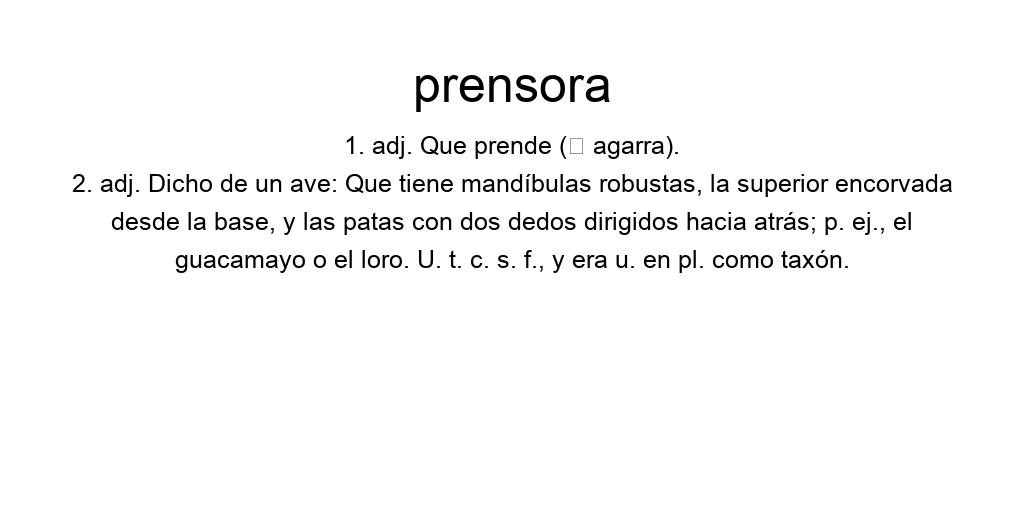 prensora
1. adj. Que prende (□ agarra).
2. adj. Dicho de un ave: Que tiene mandíbulas robustas, la superior encorvada
desde la base, y las patas con dos dedos dirigidos hacia atrás; p. ej., el
guacamayo o el loro. U. t. c. s. f., y era u. en pl. como taxón.